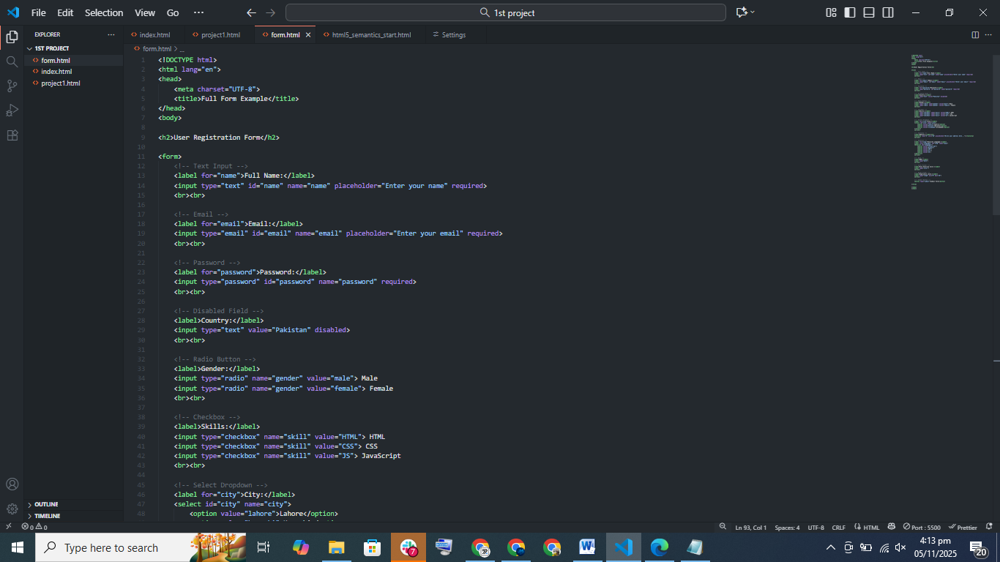 File Edit Selection View Go ··· 1st project
EXPLORER ···
1ST PROJECT
form.html
index.html
project1.html
OUTLINE
TIMELINE
index.html project1.html form.html html5_semantics_start.html Settings
form.html > ...
1 <!DOCTYPE html>
2 <html lang="en">
3 <head>
4 <meta charset="UTF-8">
5 <title>Full Form Example</title>
6 </head>
7 <body>
8
9 <h2>User Registration Form</h2>
10
11 <form>
12 <!-- Text Input -->
13 <label for="name">Full Name:</label>
14 <input type="text" id="name" name="name" placeholder="Enter your name" required>
15 <br><br>
16
17 <!-- Email -->
18 <label for="email">Email:</label>
19 <input type="email" id="email" name="email" placeholder="Enter your email" required>
20 <br><br>
21
22 <!-- Password -->
23 <label for="password">Password:</label>
24 <input type="password" id="password" name="password" required>
25 <br><br>
26
27 <!-- Disabled Field -->
28 <label>Country:</label>
29 <input type="text" value="Pakistan" disabled>
30 <br><br>
31
32 <!-- Radio Button -->
33 <label>Gender:</label>
34 <input type="radio" name="gender" value="male"> Male
35 <input type="radio" name="gender" value="female"> Female
36 <br><br>
37
38 <!-- Checkbox -->
39 <label>Skills:</label>
40 <input type="checkbox" name="skill" value="HTML"> HTML
41 <input type="checkbox" name="skill" value="CSS"> CSS
42 <input type="checkbox" name="skill" value="JS"> JavaScript
43 <br><br>
44
45 <!-- Select Dropdown -->
46 <label for="city">City:</label>
47 <select id="city" name="city">
48 <option value="lahore">Lahore</option>
0 0 Ln 93, Col 1 Spaces: 4 UTF-8 CRLF HTML Port : 5500 Prettier
Type here to search 7 4:13 pm
05/11/2025 20